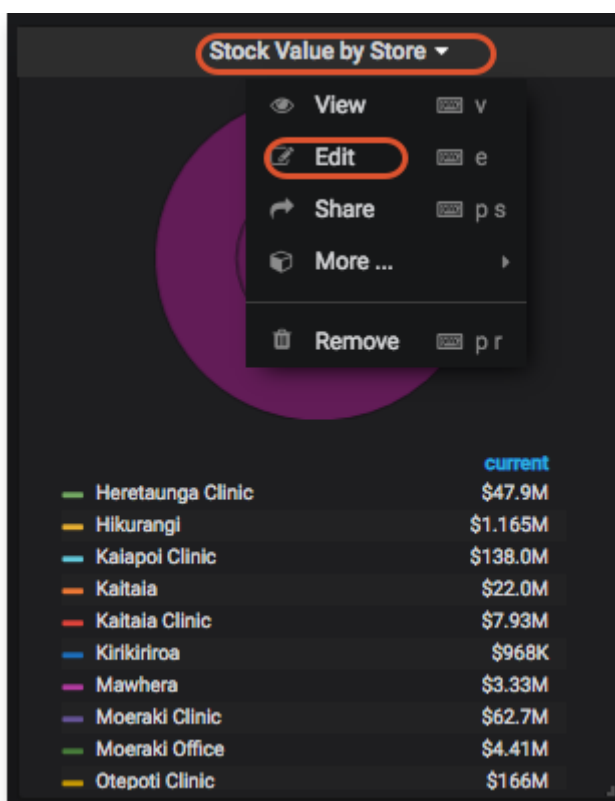 Stock Value by Store
View v
Edit e
Share p s
More ...
Remove p r
current
Heretaunga Clinic $47.9M
Hikurangi $1.165M
Kaiapoi Clinic $138.0M
Kaitaia $22.0M
Kaitaia Clinic $7.93M
Kirikiriroa $968K
Mawhera $3.33M
Moeraki Clinic $62.7M
Moeraki Office $4.41M
Otepoti Clinic $166M